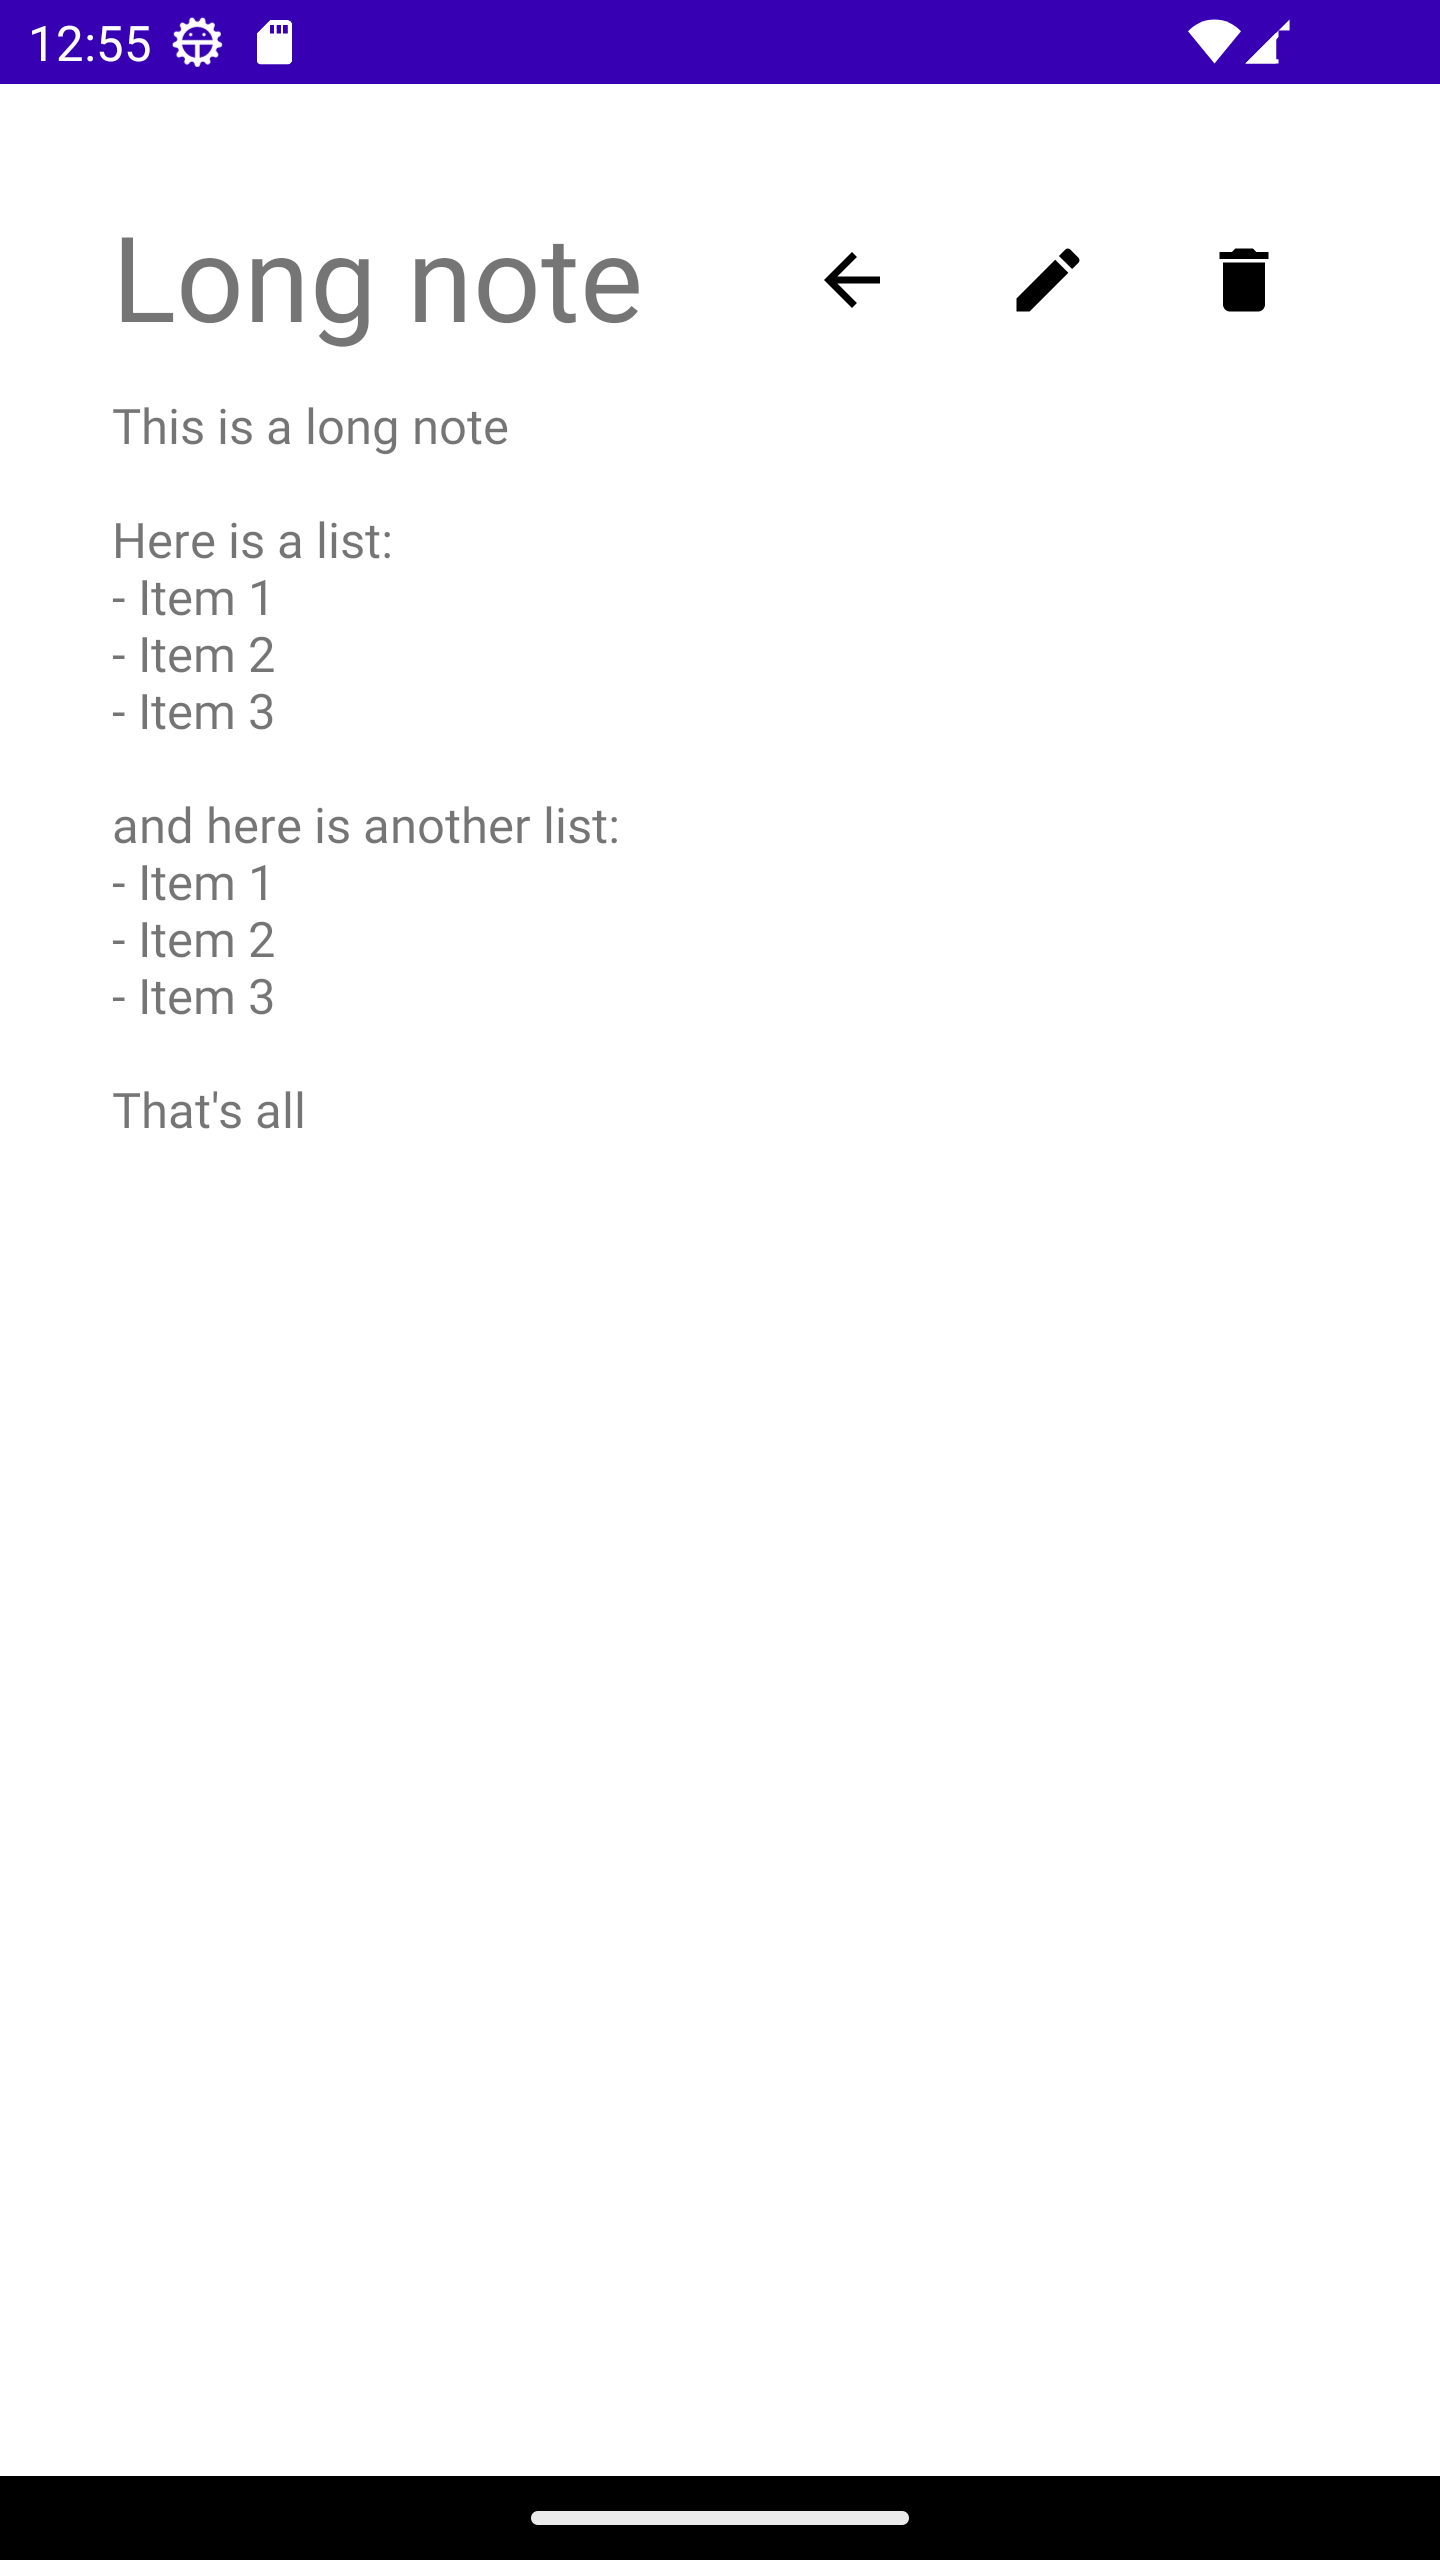 12:55
Long note
This is a long note
Here is a list:
- Item 1
- Item 2
- Item 3
and here is another list:
- Item 1
- Item 2
- Item 3
That's all